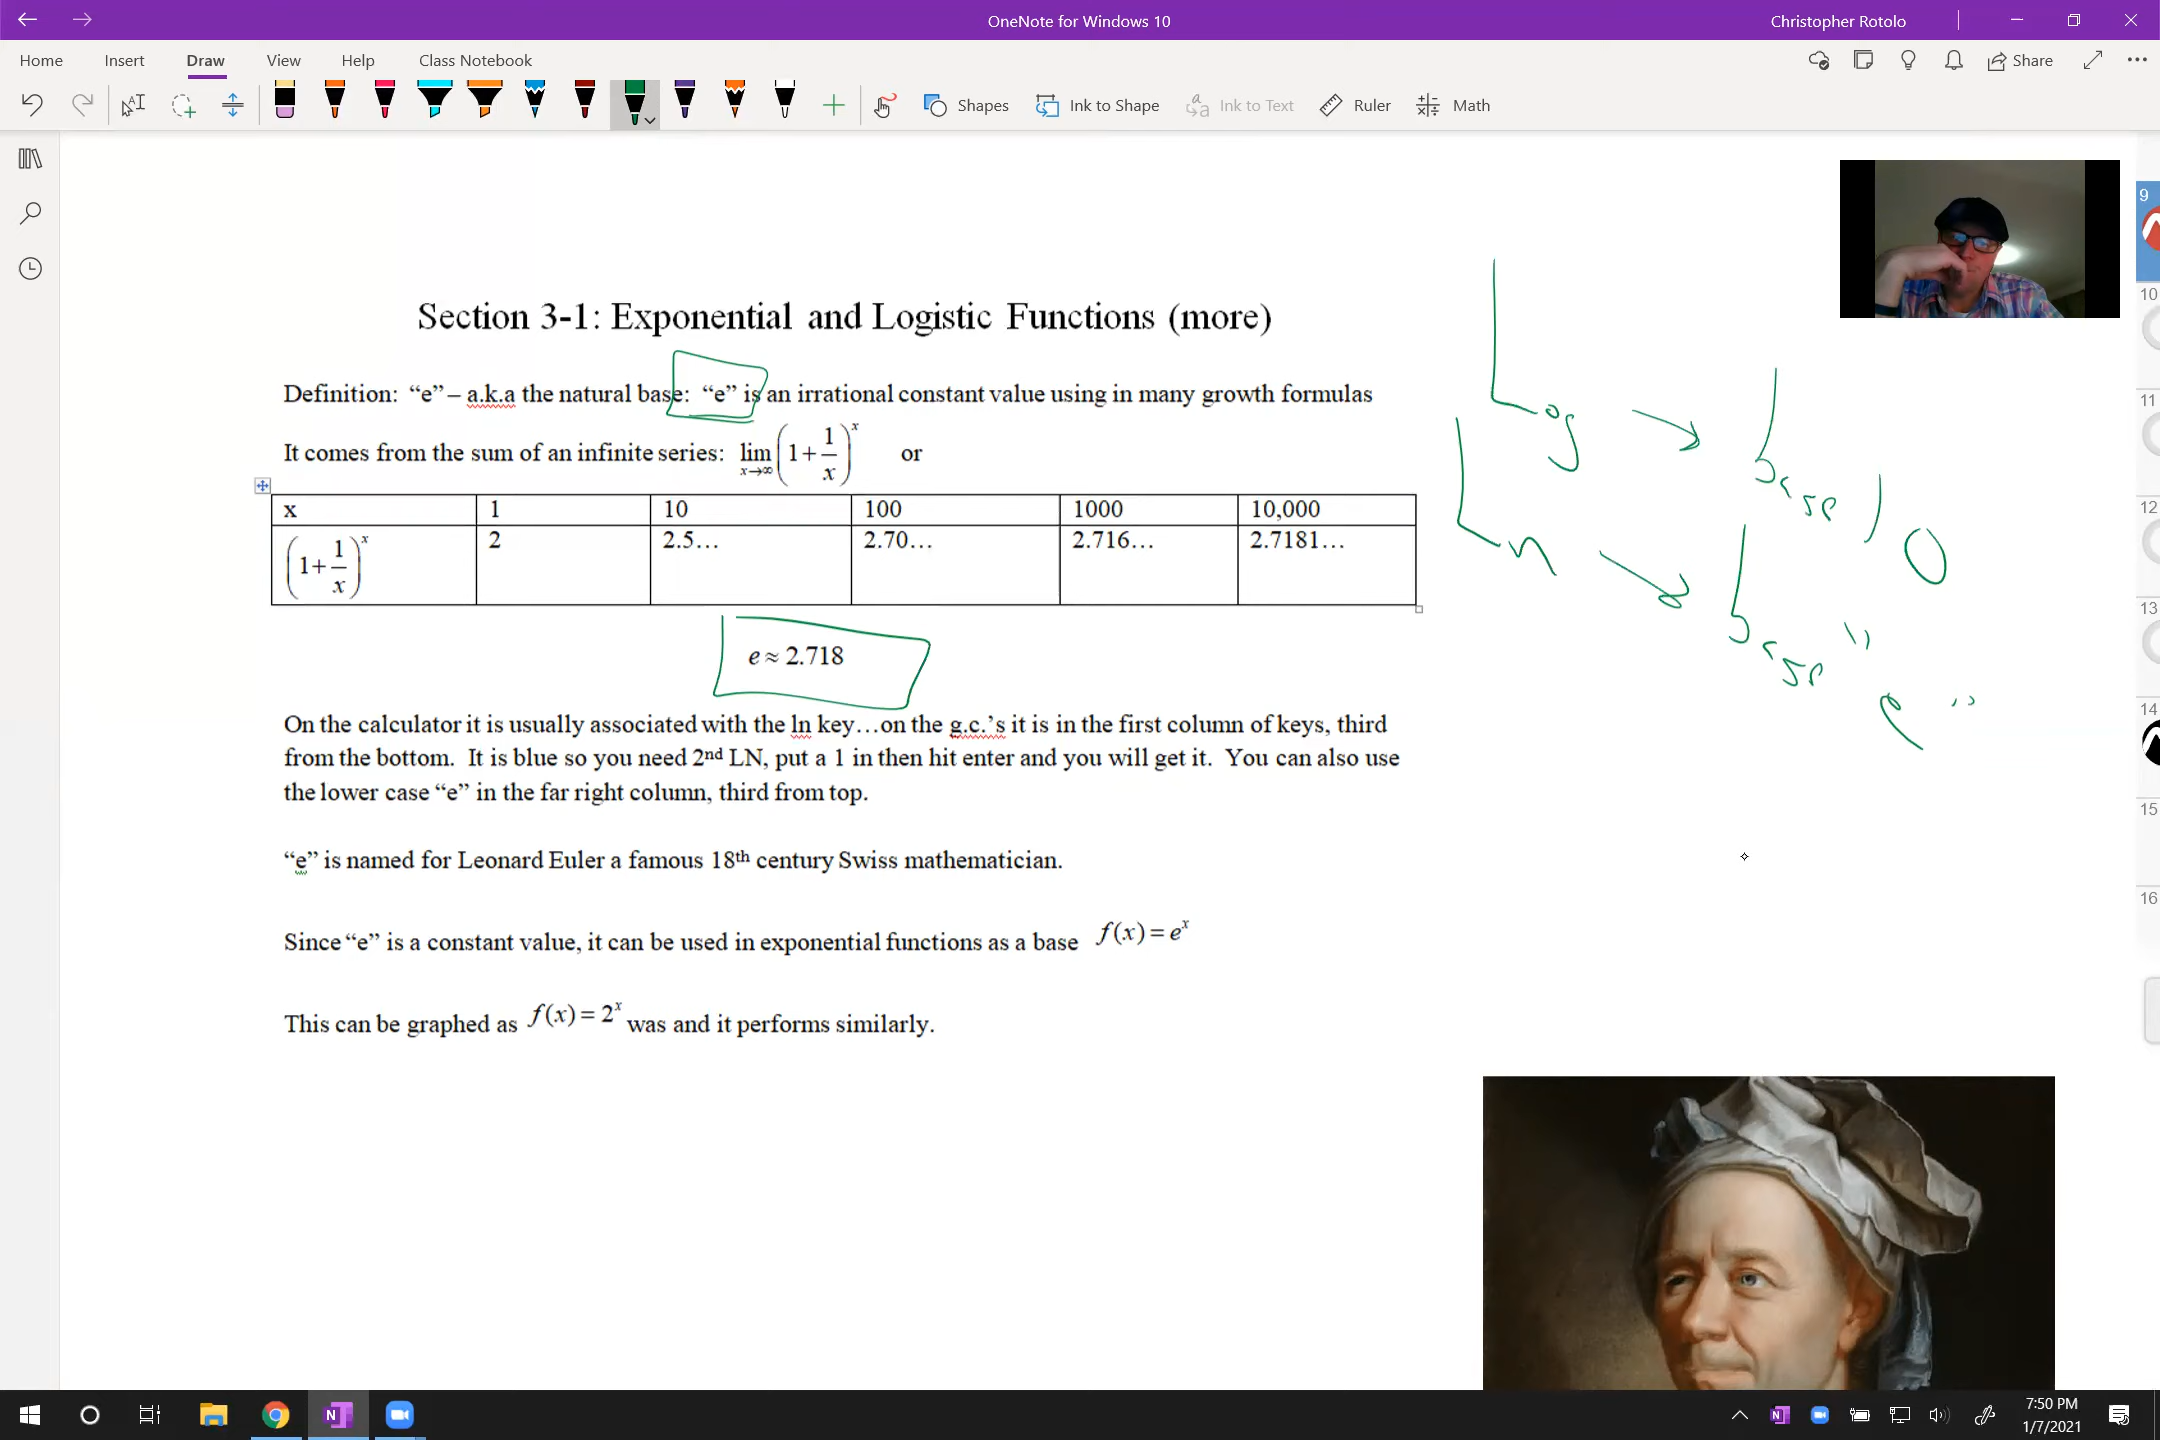 OneNote for Windows 10
Christopher Rotolo
Home Insert Draw View Help Class Notebook
Share
Shapes Ink to Shape Ink to Text Ruler Math
Section 3-1: Exponential and Logistic Functions (more)
Definition: “e” – a.k.a the natural base: “e” is an irrational constant value using in many growth formulas
It comes from the sum of an infinite series: lim x→∞ (1+1/x)^x or
x 1 10 100 1000 10,000
(1+1/x)^x 2 2.5… 2.70… 2.716… 2.7181…
e ≈ 2.718
On the calculator it is usually associated with the ln key…on the g.c.’s it is in the first column of keys, third
from the bottom. It is blue so you need 2nd LN, put a 1 in then hit enter and you will get it. You can also use
the lower case “e” in the far right column, third from top.
“e” is named for Leonard Euler a famous 18th century Swiss mathematician.
Since “e” is a constant value, it can be used in exponential functions as a base f(x) = e^x
This can be graphed as f(x) = 2^x was and it performs similarly.
Log → base 10
Ln → base "e"
9
10
11
12
13
14
15
16
7:50 PM
1/7/2021